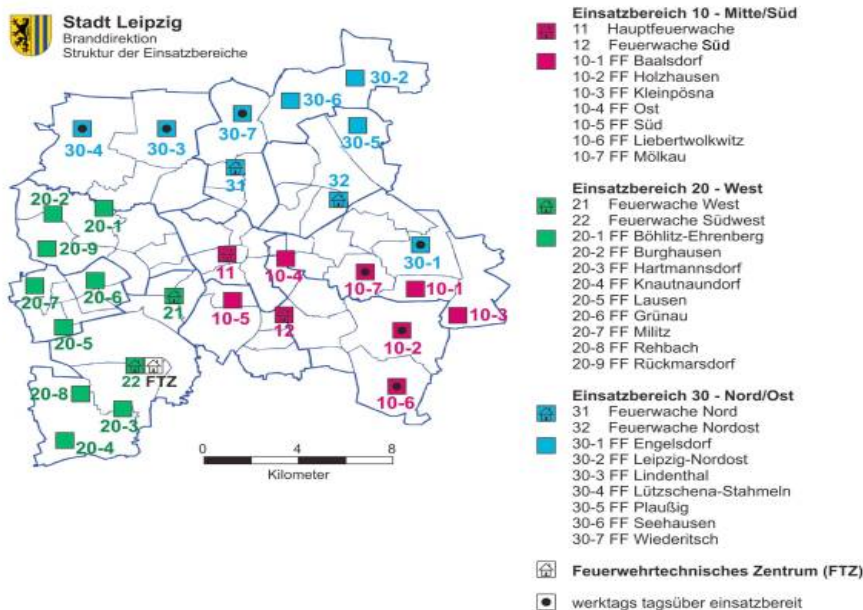 Stadt Leipzig
Branddirektion
Struktur der Einsatzbereiche
30-2
30-6
30-4
30-3
30-7
30-5
31
32
20-2
20-1
20-9
30-1
11
10-4
10-7
10-1
20-7
20-6
21
10-5
10-3
12
20-5
10-2
22 FTZ
20-8
10-6
20-3
20-4
0 4 8
Kilometer
Einsatzbereich 10 - Mitte/Süd
11 Hauptfeuerwache
12 Feuerwache Süd
10-1 FF Baalsdorf
10-2 FF Holzhausen
10-3 FF Kleinpösna
10-4 FF Ost
10-5 FF Süd
10-6 FF Liebertwolkwitz
10-7 FF Mölkau
Einsatzbereich 20 - West
21 Feuerwache West
22 Feuerwache Südwest
20-1 FF Böhlitz-Ehrenberg
20-2 FF Burghausen
20-3 FF Hartmannsdorf
20-4 FF Knautnaundorf
20-5 FF Lausen
20-6 FF Grünau
20-7 FF Militz
20-8 FF Rehbach
20-9 FF Rückmarsdorf
Einsatzbereich 30 - Nord/Ost
31 Feuerwache Nord
32 Feuerwache Nordost
30-1 FF Engelsdorf
30-2 FF Leipzig-Nordost
30-3 FF Lindenthal
30-4 FF Lützschena-Stahmeln
30-5 FF Plaußig
30-6 FF Seehausen
30-7 FF Wiederitsch
Feuerwehrtechnisches Zentrum (FTZ)
werktags tagsüber einsatzbereit